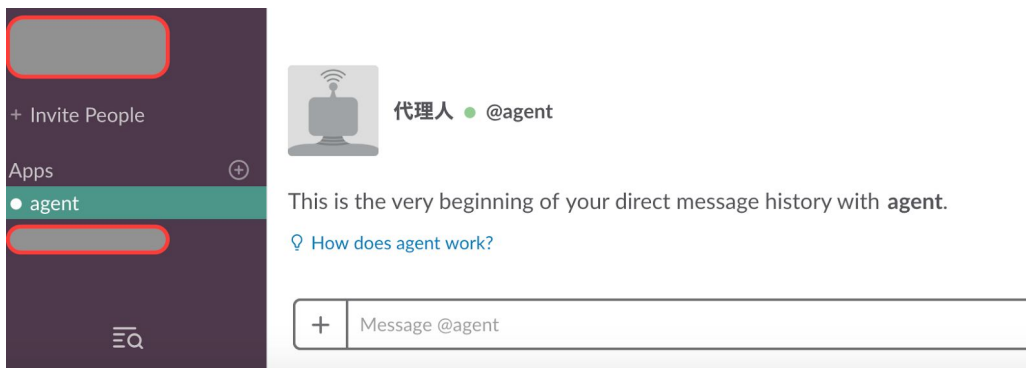 + Invite People
Apps
agent
代理人 @agent
This is the very beginning of your direct message history with agent.
How does agent work?
+ Message @agent